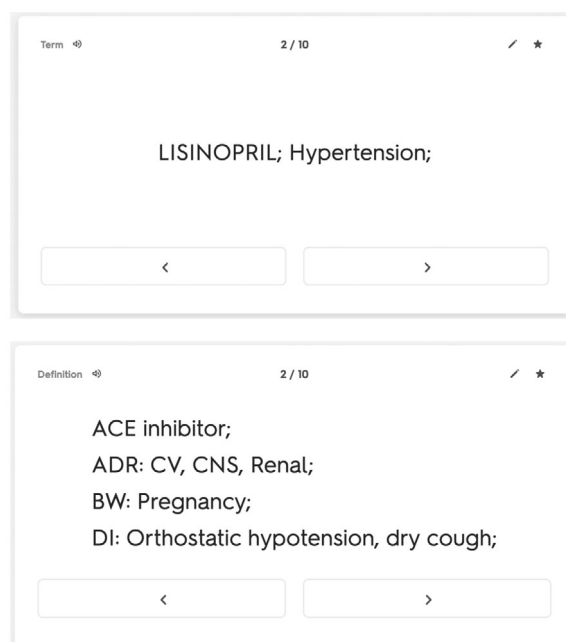 Term
2 / 10
LISINOPRIL; Hypertension;
Definition
2 / 10
ACE inhibitor;
ADR: CV, CNS, Renal;
BW: Pregnancy;
DI: Orthostatic hypotension, dry cough;